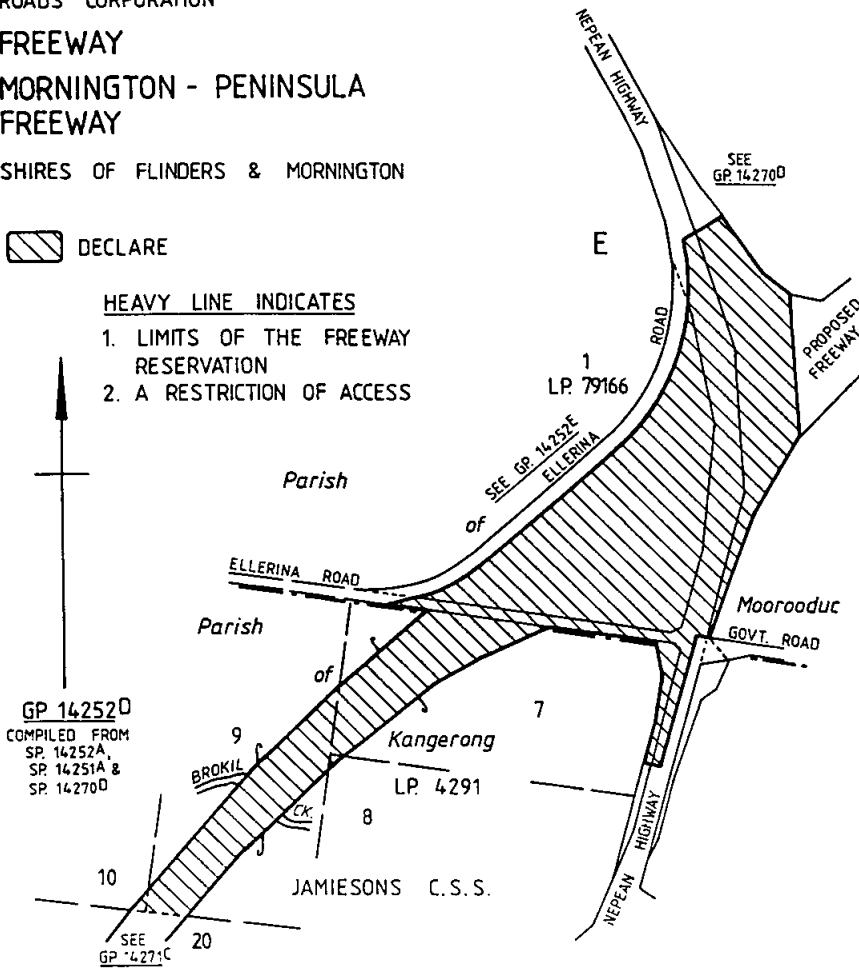 ROADS CORPORATION
FREEWAY
MORNINGTON - PENINSULA
FREEWAY
SHIRES OF FLINDERS & MORNINGTON
DECLARE
HEAVY LINE INDICATES
1. LIMITS OF THE FREEWAY
RESERVATION
2. A RESTRICTION OF ACCESS
NEPEAN HIGHWAY
SEE
GP. 14270D
E
ROAD
PROPOSED
FREEWAY
1
LP. 79166
SEE GP. 14252E
ELLERINA
Parish
of
ELLERINA ROAD
Moorooduc
GOVT. ROAD
Parish
of
GP 14252D
COMPILED FROM
SP. 14252A,
SP. 14251A &
SP. 14270D
7
9
Kangerong
BROKIL
CK.
LP. 4291
8
10
JAMIESONS C.S.S.
NEPEAN HIGHWAY
SEE
GP 14271C
20